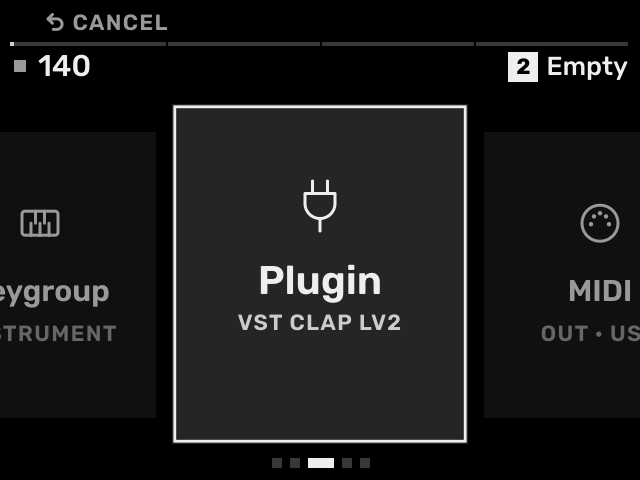 CANCEL
140
2 Empty
eygroup
STRUMENT
Plugin
VST CLAP LV2
MIDI
OUT • US